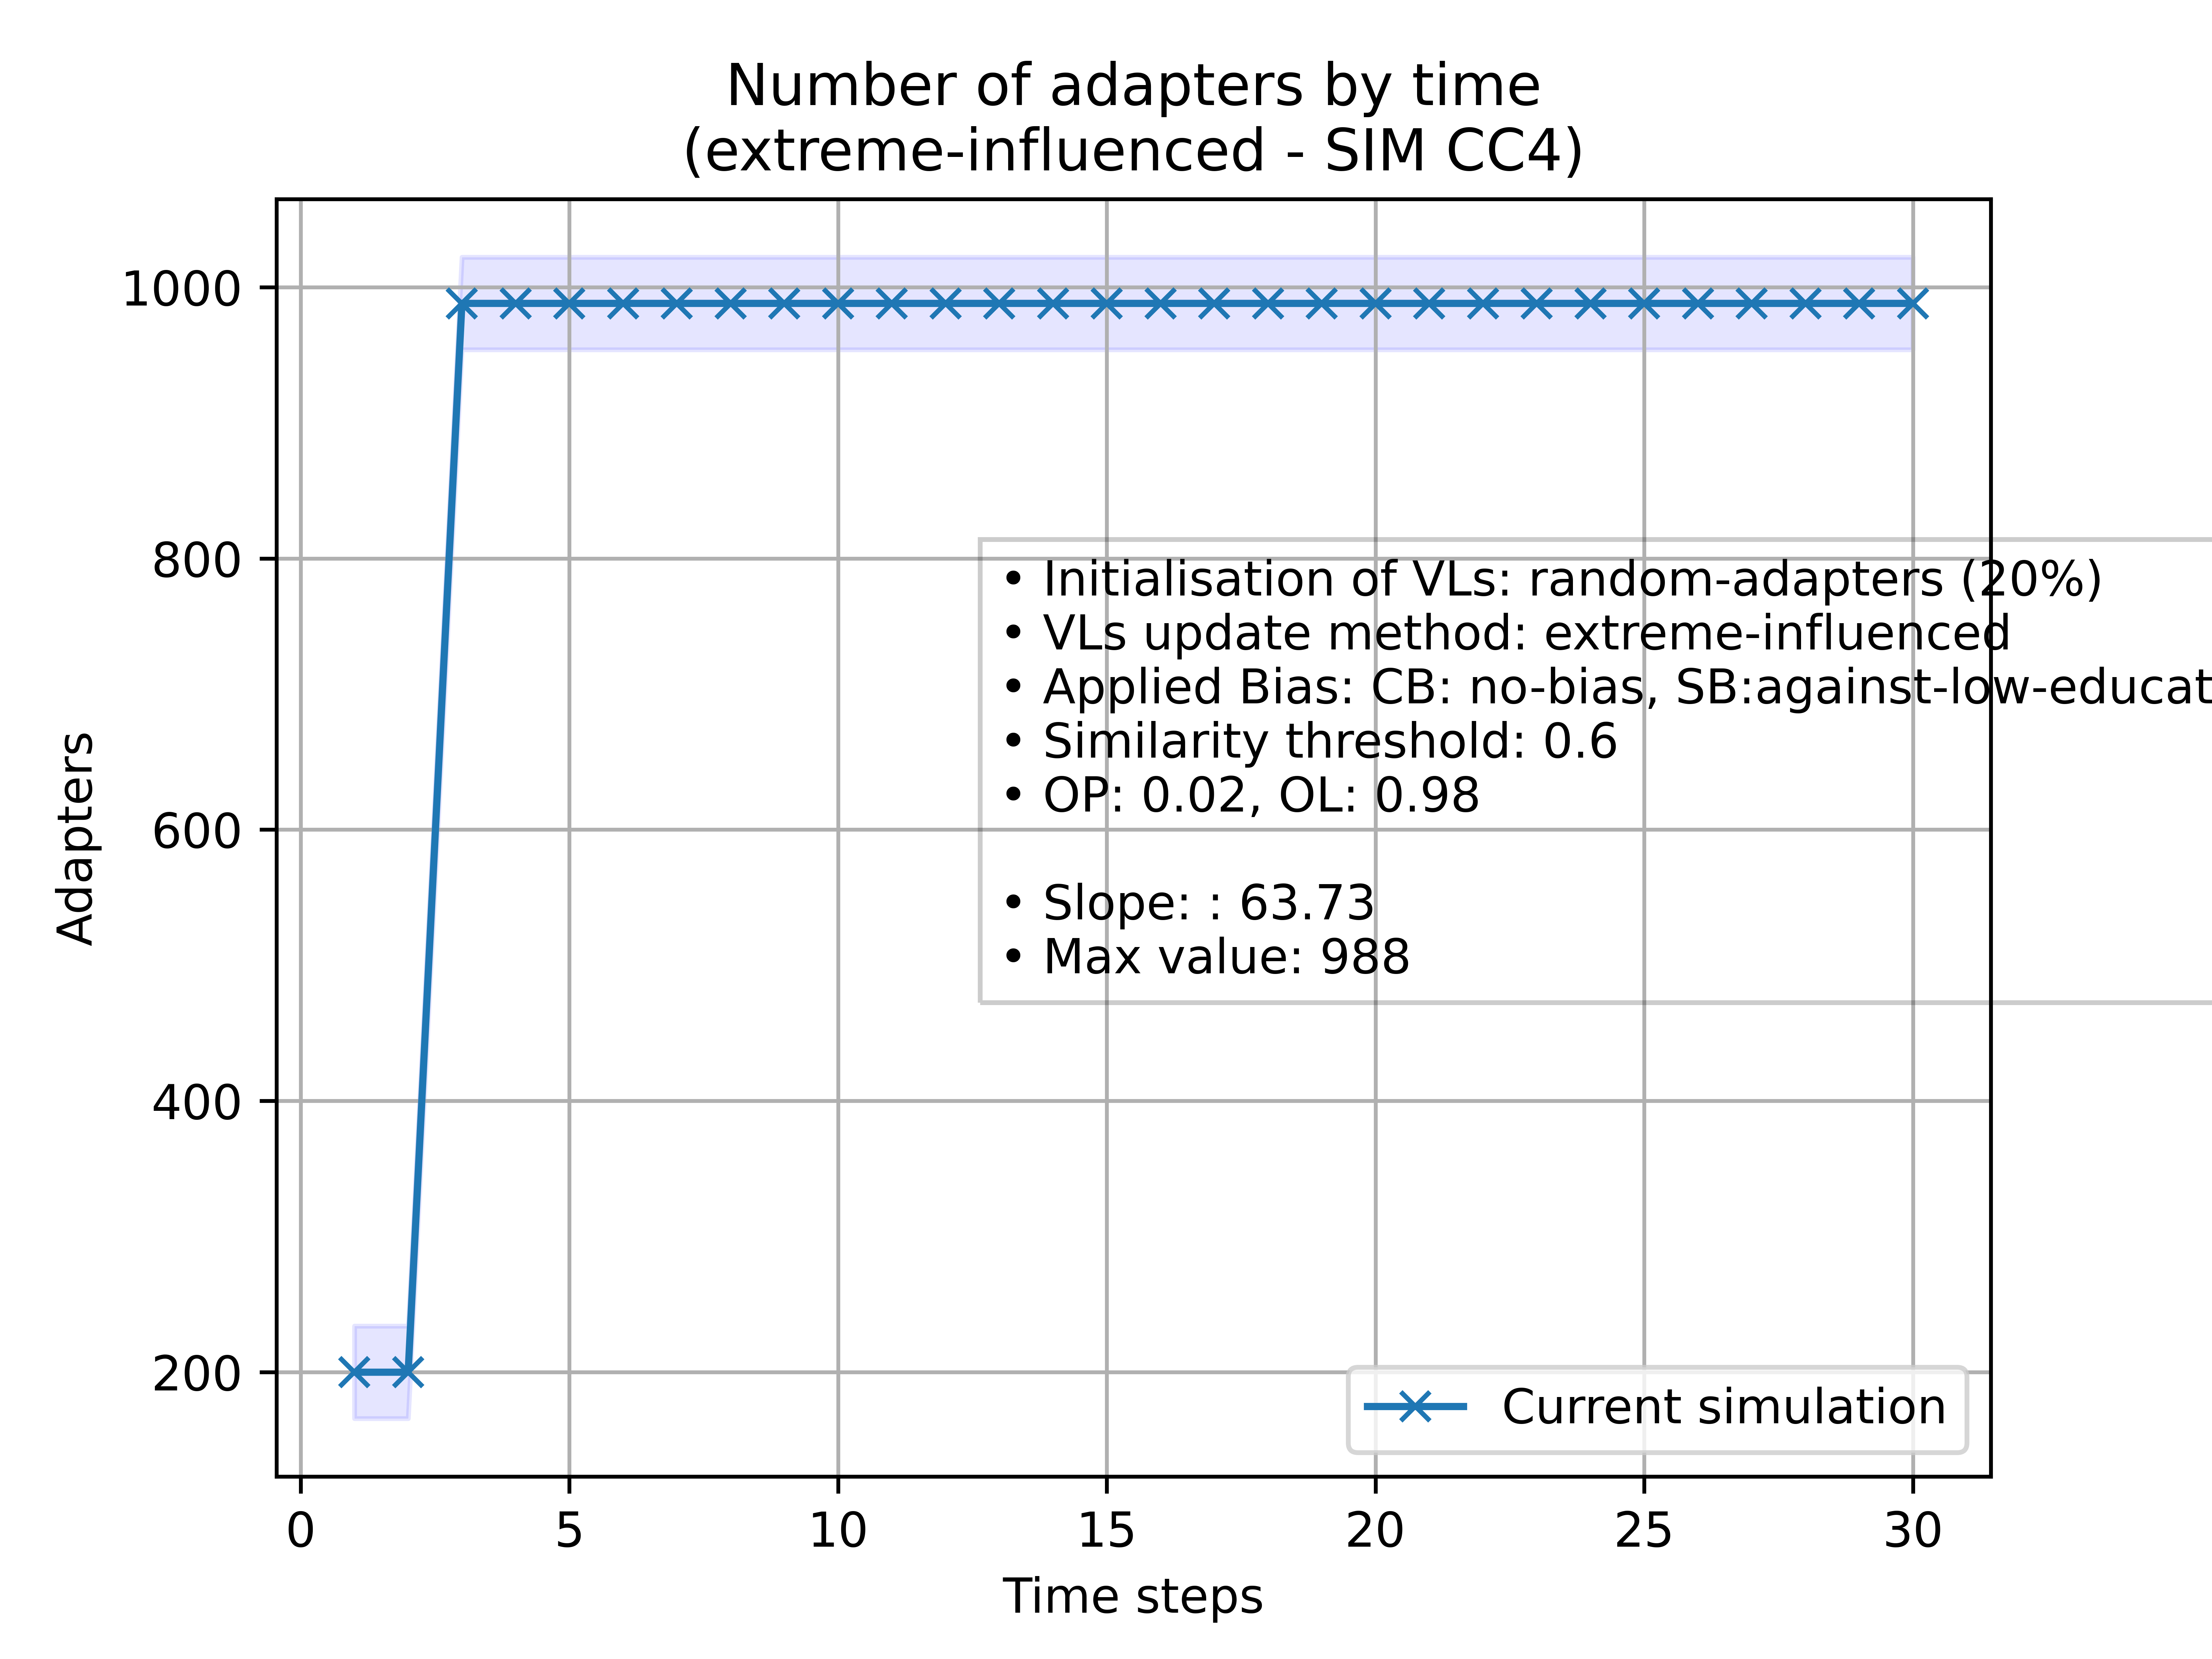 Number of adapters by time
(extreme-influenced - SIM CC4)
1000
800
600
400
200
Adapters
• Initialisation of VLs: random-adapters (20%)
• VLs update method: extreme-influenced
• Applied Bias: CB: no-bias, SB:against-low-educat
• Similarity threshold: 0.6
• OP: 0.02, OL: 0.98
• Slope: : 63.73
• Max value: 988
Current simulation
0 5 10 15 20 25 30
Time steps